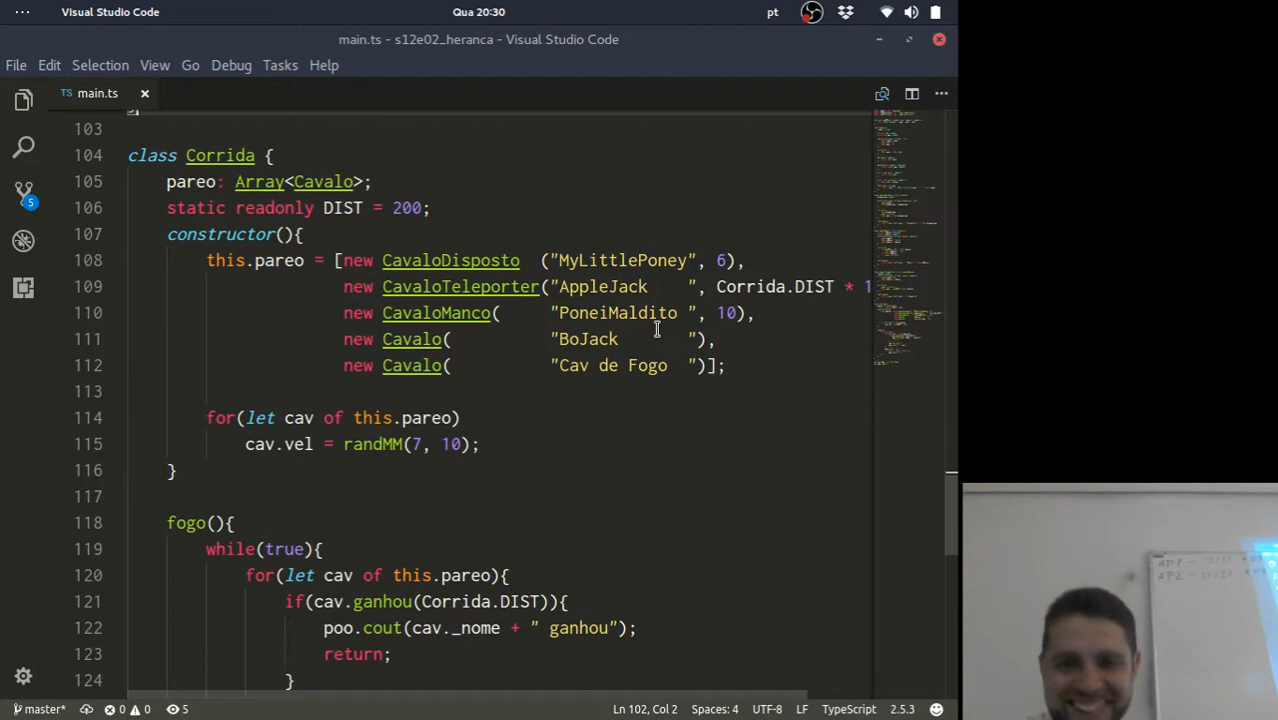 Visual Studio Code Qua 20:30 pt
main.ts - s12e02_heranca - Visual Studio Code
File Edit Selection View Go Debug Tasks Help
TS main.ts
103
104 class Corrida {
105 pareo: Array<Cavalo>;
106 static readonly DIST = 200;
107 constructor(){
108 this.pareo = [new CavaloDisposto ("MyLittlePoney", 6),
109 new CavaloTeleporter("AppleJack ", Corrida.DIST * 1
110 new CavaloManco( "PoneiMaldito ", 10),
111 new Cavalo( "BoJack "),
112 new Cavalo( "Cav de Fogo ")];
113
114 for(let cav of this.pareo)
115 cav.vel = randMM(7, 10);
116 }
117
118 fogo(){
119 while(true){
120 for(let cav of this.pareo){
121 if(cav.ganhou(Corrida.DIST)){
122 poo.cout(cav._nome + " ganhou");
123 return;
124 }
5
master* 0 0 5 Ln 102, Col 2 Spaces: 4 UTF-8 LF TypeScript 2.5.3
AP1
AP2